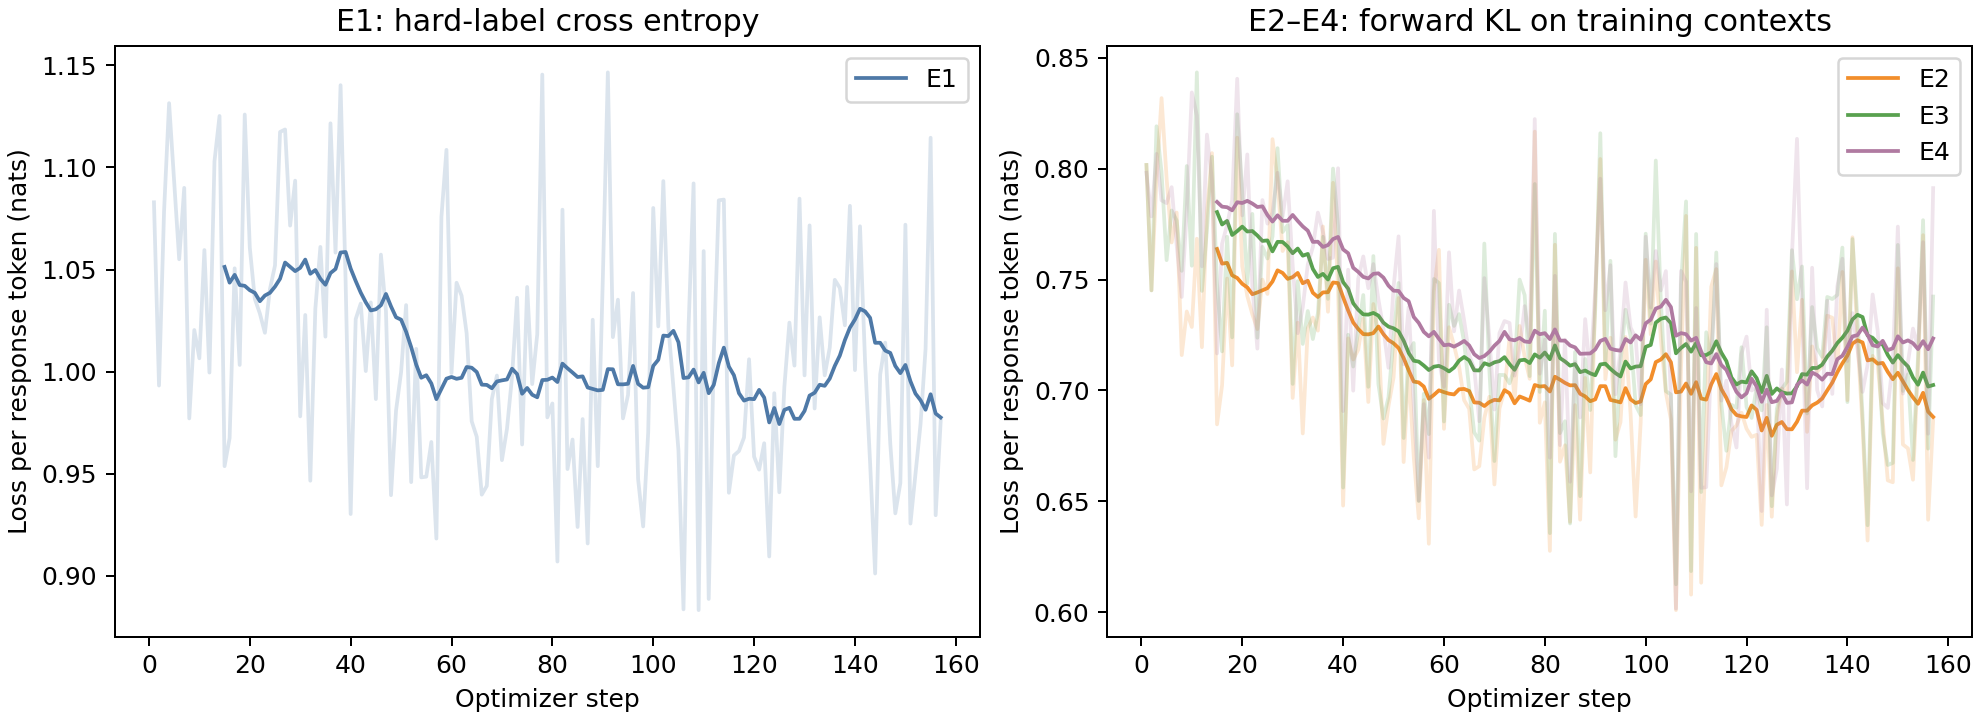 E1: hard-label cross entropy
E1
Loss per response token (nats)
1.15
1.10
1.05
1.00
0.95
0.90
0 20 40 60 80 100 120 140 160
Optimizer step
E2–E4: forward KL on training contexts
E2
E3
E4
Loss per response token (nats)
0.85
0.80
0.75
0.70
0.65
0.60
0 20 40 60 80 100 120 140 160
Optimizer step